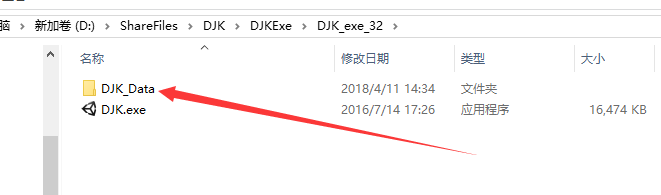 脑 > 新加卷 (D:) > ShareFiles > DJK > DJKExe > DJK_exe_32 >
名称 修改日期 类型 大小
DJK_Data 2018/4/11 14:34 文件夹
DJK.exe 2016/7/14 17:26 应用程序 16,474 KB